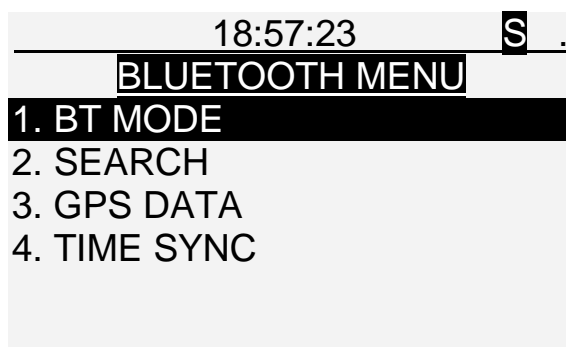 18:57:23 S .
BLUETOOTH MENU
1. BT MODE
2. SEARCH
3. GPS DATA
4. TIME SYNC